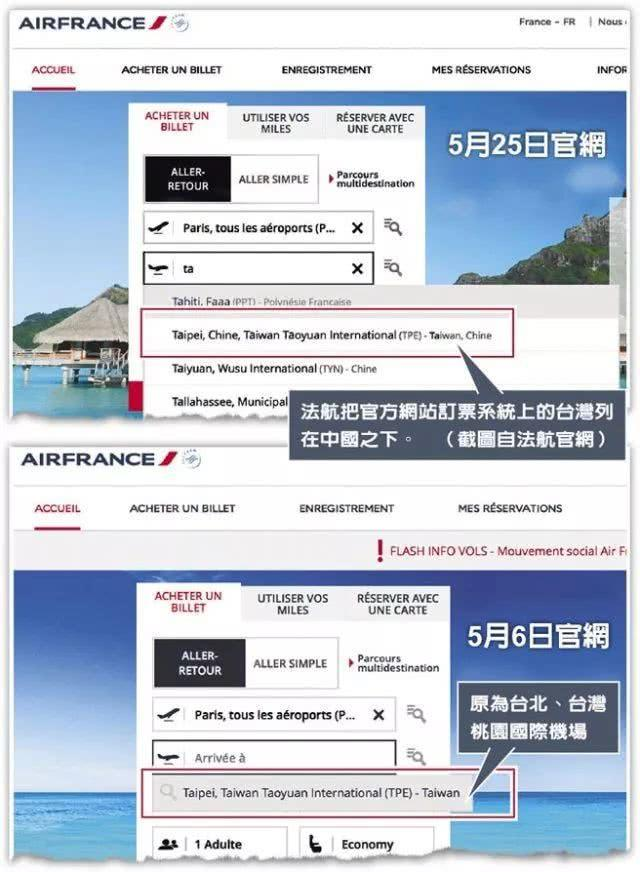 AIRFRANCE
France - FR | Nous
ACCUEIL ACHETER UN BILLET ENREGISTREMENT MES RÉSERVATIONS INFOR
ACHETER UN
BILLET
UTILISER VOS
MILES
RÉSERVER AVEC
UNE CARTE
5月25日官網
ALLER-
RETOUR
ALLER SIMPLE
Parcours
multidestination
Paris, tous les aéroports (P... X
ta X
Tahiti, Faaa (PPT) - Polynésie Francaise
Taipei, Chine, Taiwan Taoyuan International (TPE) - Taiwan, Chine
Taiyuan, Wusu International (TYN) - Chine
Tallahassee, Municipal
法航把官方網站訂票系統上的台灣列
在中國之下。（截圖自法航官網）
AIRFRANCE
ACCUEIL ACHETER UN BILLET ENREGISTREMENT MES RÉSERVATIONS
! FLASH INFO VOLS - Mouvement social Air F
ACHETER UN
BILLET
UTILISER VOS
MILES
RÉSERVER AVEC
UNE CARTE
5月6日官網
ALLER-
RETOUR
ALLER SIMPLE
Parcours
multidestination
原為台北、台灣
桃園國際機場
Paris, tous les aéroports (P... X
Arrivée à
Taipei, Taiwan Taoyuan International (TPE) - Taiwan
1 Adulte Economy